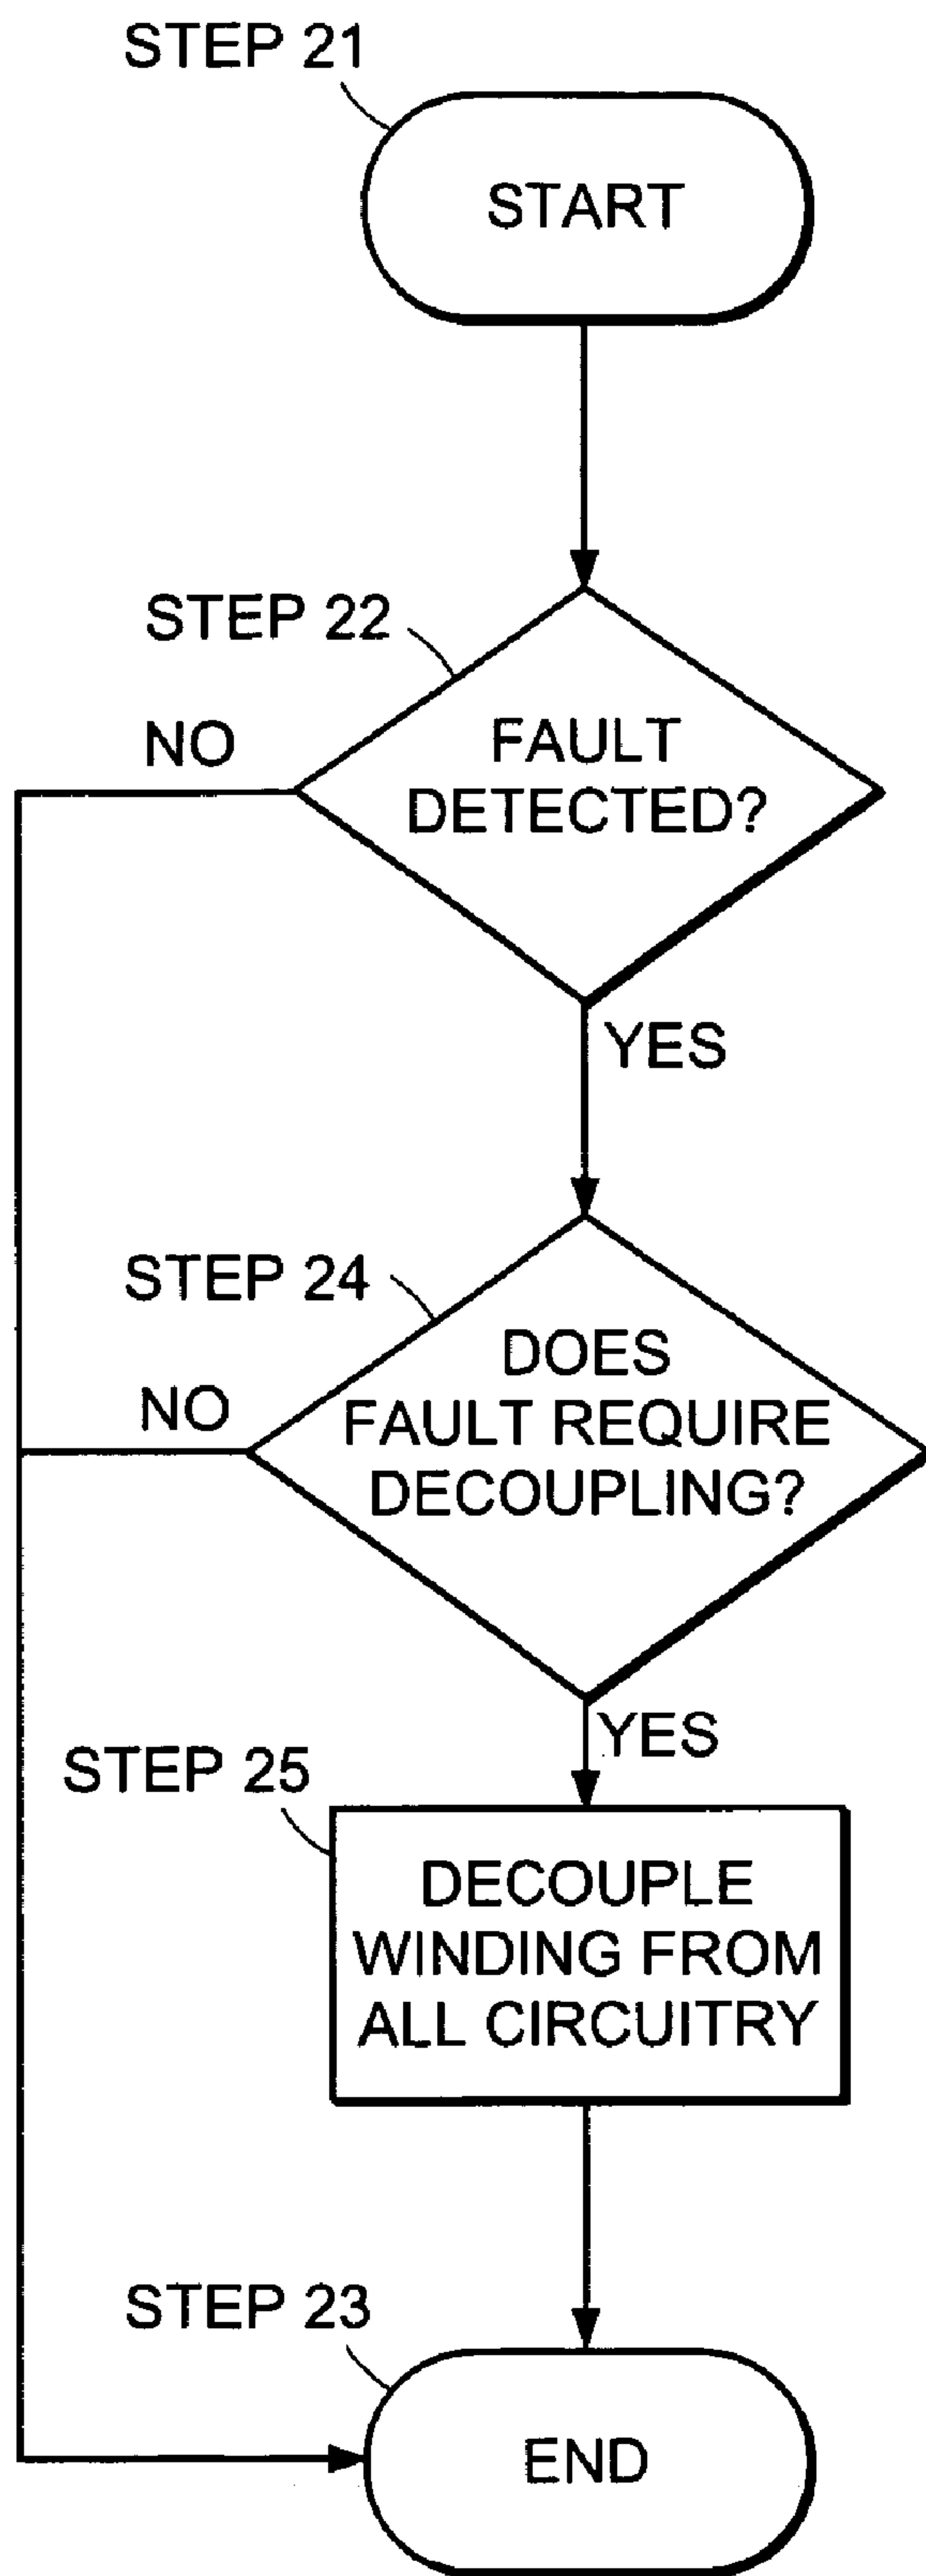 STEP 21
START
STEP 22
NO
FAULT
DETECTED?
YES
STEP 24
NO
DOES
FAULT REQUIRE
DECOUPLING?
YES
STEP 25
DECOUPLE
WINDING FROM
ALL CIRCUITRY
STEP 23
END